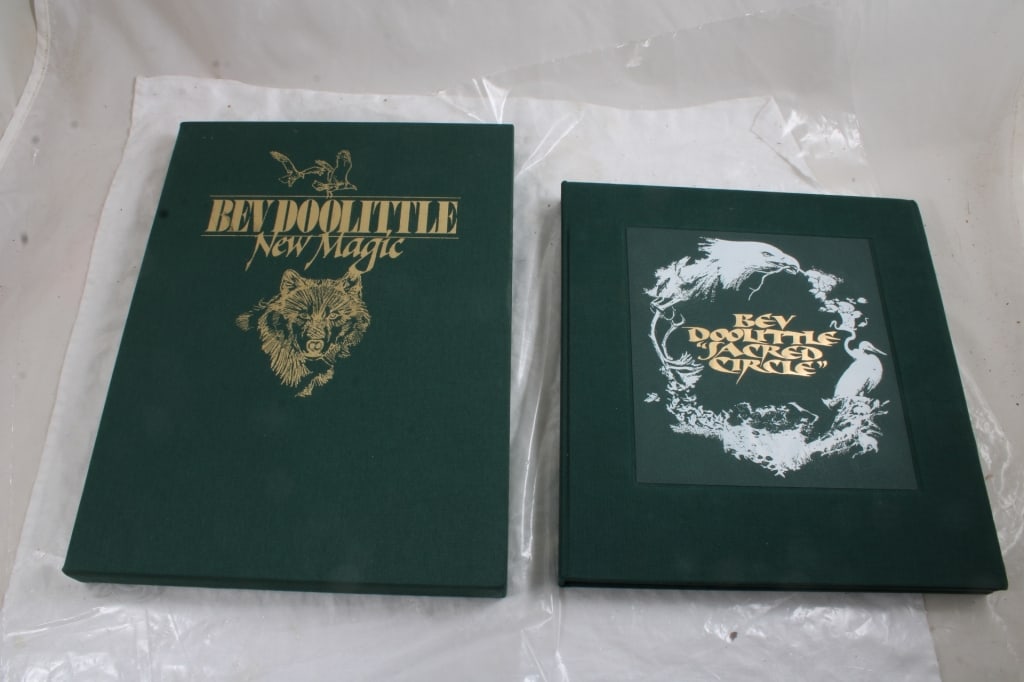 BEV DOOLITTLE
New Magic
BEV
DOOLITTLE
"SACRED
CIRCLE"